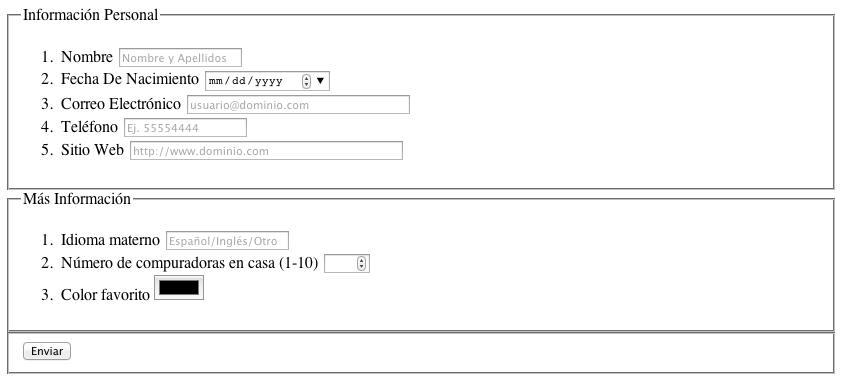 Información Personal
1. Nombre Nombre y Apellidos
2. Fecha De Nacimiento mm/dd/yyyy
3. Correo Electrónico usuario@dominio.com
4. Teléfono Ej. 55554444
5. Sitio Web http://www.dominio.com
Más Información
1. Idioma materno Español/Inglés/Otro
2. Número de compuradoras en casa (1-10)
3. Color favorito
Enviar